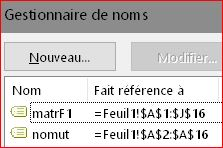 Gestionnaire de noms
Nouveau... Modifier...
Nom Fait référence à
matrF1 =Feuil1!$A$1:$J$16
nomut =Feuil1!$A$2:$A$16